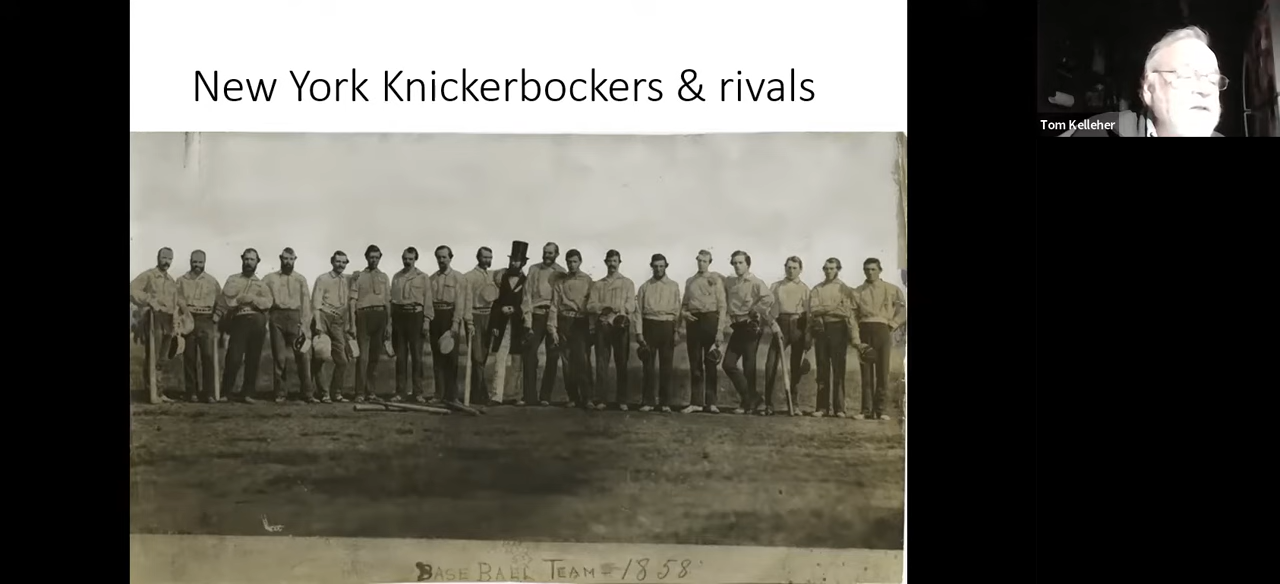 New York Knickerbockers & rivals
Tom Kelleher
BASE BALL TEAM = 1858